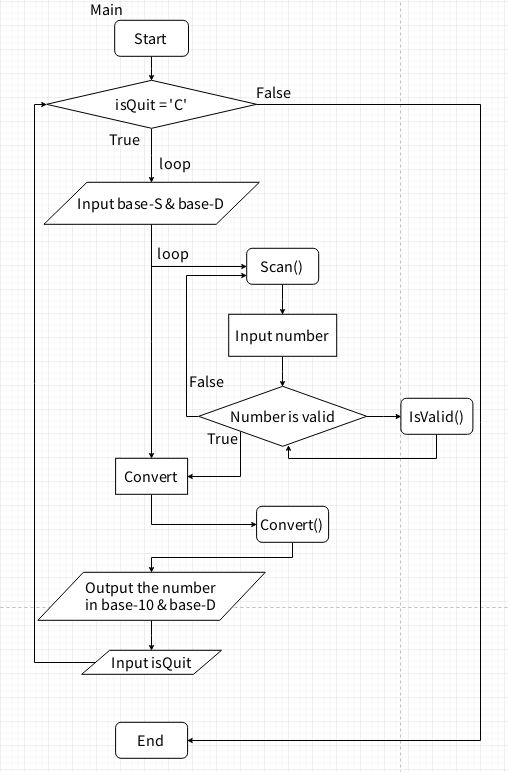 Main
Start
isQuit = 'C'
False
True
loop
Input base-S & base-D
loop
Scan()
Input number
False
Number is valid
IsValid()
True
Convert
Convert()
Output the number
in base-10 & base-D
Input isQuit
End